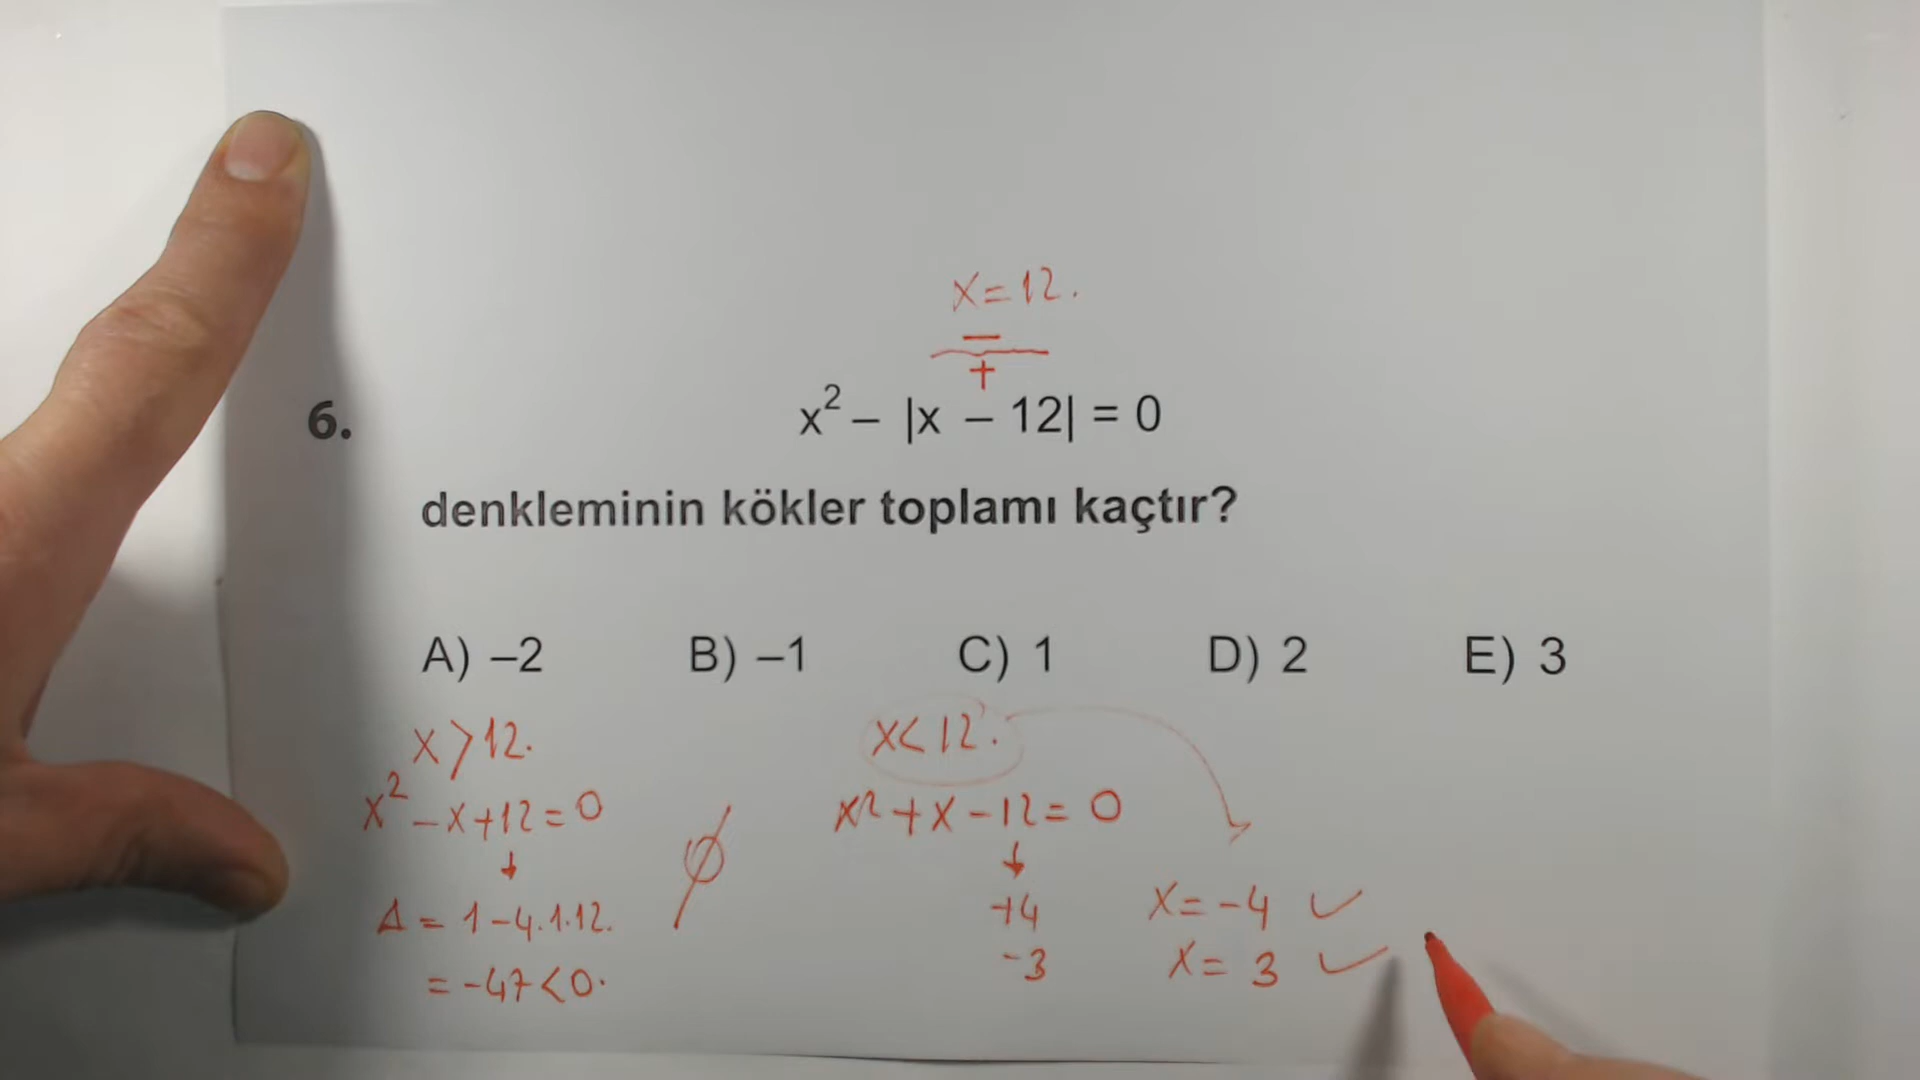 x=12.
—
+
6.
x² – |x – 12| = 0
denkleminin kökler toplamı kaçtır?
A) –2 B) –1 C) 1 D) 2 E) 3
x>12.
x²-x+12=0
↓
Δ = 1-4.1.12.
= -47<0.
∅
x<12.
x²+x-12=0
↓
+4
-3
x=-4 ✓
x=3 ✓